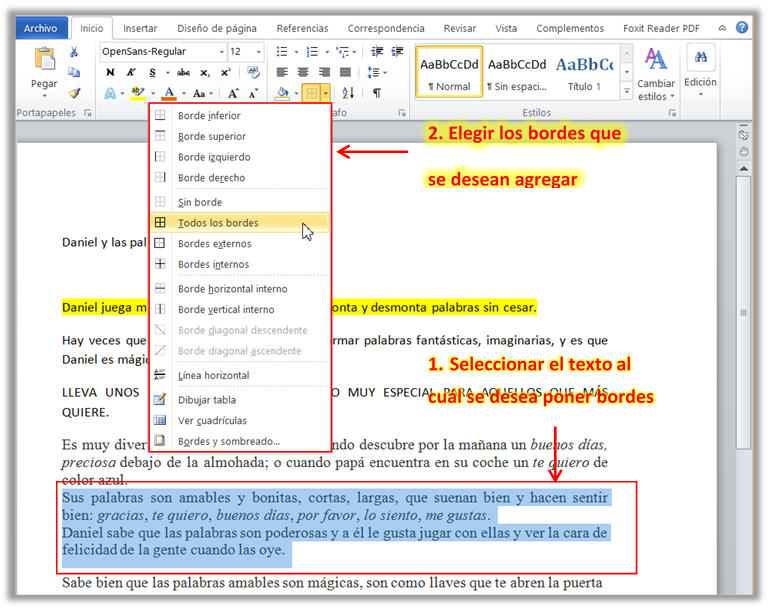 Archivo Inicio Insertar Diseño de página Referencias Correspondencia Revisar Vista Complementos Foxit Reader PDF
OpenSans-Regular 12
AaBbCcDd AaBbCcDd AaBbCc
Pegar
N K S abc x₂ x²
¶ Normal ¶ Sin espaci... Título 1
Cambiar estilos
Edición
A ab A Aa A A
Portapapeles
afo
Estilos
2. Elegir los bordes que
se desean agregar
Borde inferior
Borde superior
Borde izquierdo
Borde derecho
Sin borde
Todos los bordes
Bordes externos
Bordes internos
Borde horizontal interno
Borde vertical interno
Borde diagonal descendente
Borde diagonal ascendente
Línea horizontal
Dibujar tabla
Ver cuadrículas
Bordes y sombreado...
Daniel y las pal
Daniel juega m onta y desmonta palabras sin cesar.
Hay veces que rmar palabras fantásticas, imaginarias, y es que
Daniel es mágic
1. Seleccionar el texto al
cuál se desea poner bordes
LLEVA UNOS O MUY ESPECIAL PARA AQUELLOS QUE MÁS
QUIERE.
Es muy diver ndo descubre por la mañana un buenos días,
preciosa debajo de la almohada; o cuando papá encuentra en su coche un te quiero de
color azul.
Sus palabras son amables y bonitas, cortas, largas, que suenan bien y hacen sentir
bien: gracias, te quiero, buenos días, por favor, lo siento, me gustas.
Daniel sabe que las palabras son poderosas y a él le gusta jugar con ellas y ver la cara de
felicidad de la gente cuando las oye.
Sabe bien que las palabras amables son mágicas, son como llaves que te abren la puerta